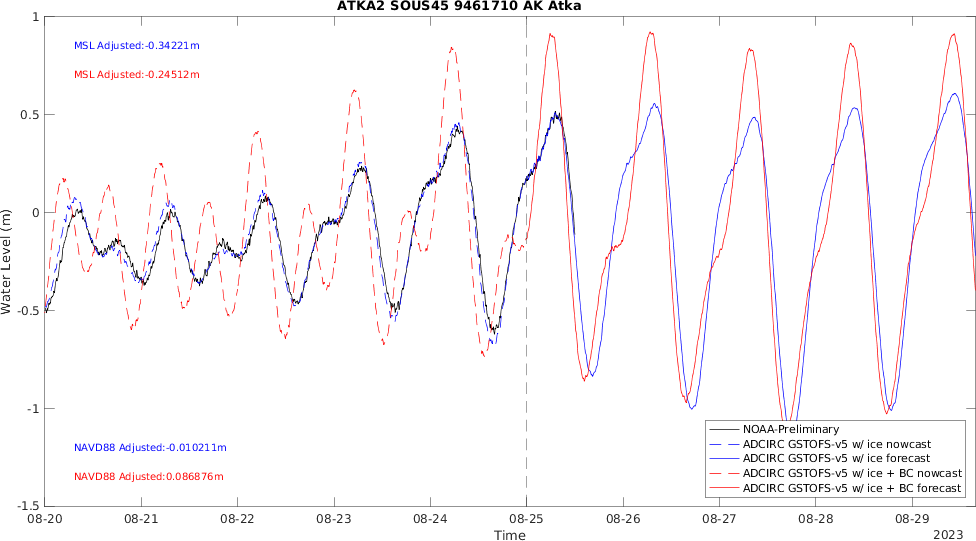 ATKA2 SOUS45 9461710 AK Atka
MSL Adjusted:-0.34221m
MSL Adjusted:-0.24512m
NAVD88 Adjusted:-0.010211m
NAVD88 Adjusted:0.086876m
Water Level (m)
1
0.5
0
-0.5
-1
-1.5
NOAA-Preliminary
ADCIRC GSTOFS-v5 w/ ice nowcast
ADCIRC GSTOFS-v5 w/ ice forecast
ADCIRC GSTOFS-v5 w/ ice + BC nowcast
ADCIRC GSTOFS-v5 w/ ice + BC forecast
08-20 08-21 08-22 08-23 08-24 08-25 08-26 08-27 08-28 08-29
Time
2023